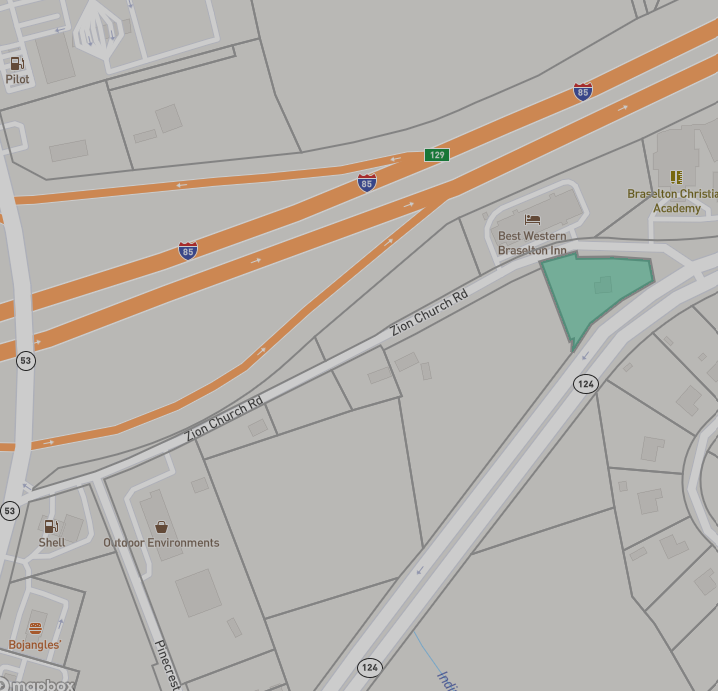 Pilot
85
129
85
Braselton Christia
Academy
Best Western
Braselton Inn
85
Zion Church Rd
53
124
Zion Church Rd
53
Shell
Outdoor Environments
Bojangles'
Pinecrest
124
mapbox